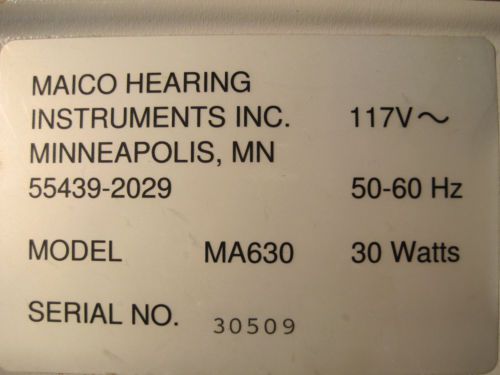 MAICO HEARING
INSTRUMENTS INC. 117V~
MINNEAPOLIS, MN
55439-2029 50-60 Hz
MODEL MA630 30 Watts
SERIAL NO. 30509